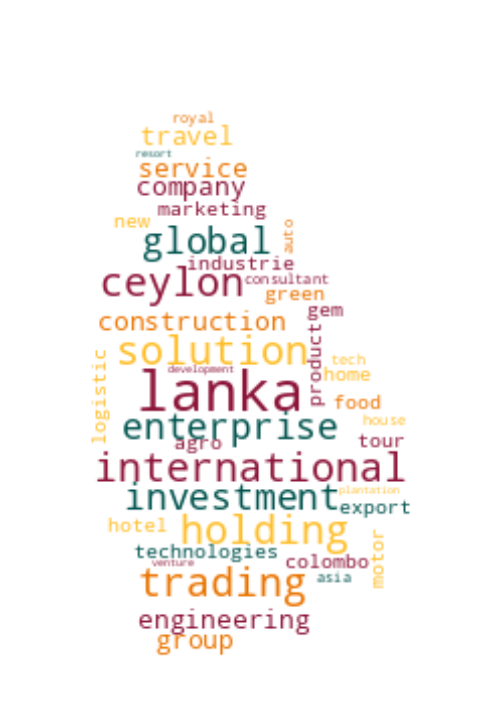 royal
travel
resort
service
company
marketing
new
auto
global
industrie
ceylon
consultant
green
gem
construction
solution
product
tech
development
home
logistic
lanka
food
enterprise
house
agro
tour
international
investment
plantation
export
hotel
holding
motor
technologies
venture
colombo
asia
trading
engineering
group